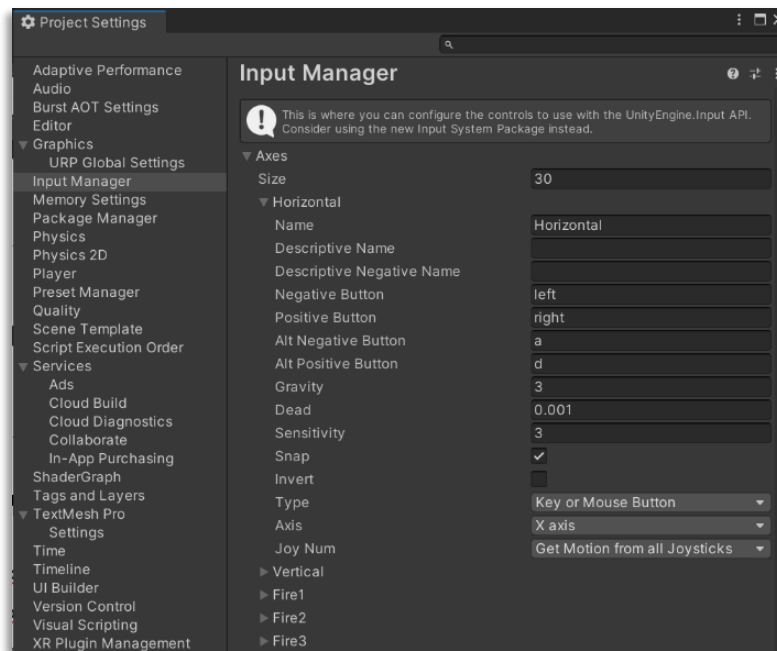 Project Settings
Adaptive Performance
Audio
Burst AOT Settings
Editor
Graphics
URP Global Settings
Input Manager
Memory Settings
Package Manager
Physics
Physics 2D
Player
Preset Manager
Quality
Scene Template
Script Execution Order
Services
Ads
Cloud Build
Cloud Diagnostics
Collaborate
In-App Purchasing
ShaderGraph
Tags and Layers
TextMesh Pro
Settings
Time
Timeline
UI Builder
Version Control
Visual Scripting
XR Plugin Management
Input Manager
This is where you can configure the controls to use with the UnityEngine.Input API.
Consider using the new Input System Package instead.
Axes
Size 30
Horizontal
Name Horizontal
Descriptive Name
Descriptive Negative Name
Negative Button left
Positive Button right
Alt Negative Button a
Alt Positive Button d
Gravity 3
Dead 0.001
Sensitivity 3
Snap
Invert
Type Key or Mouse Button
Axis X axis
Joy Num Get Motion from all Joysticks
Vertical
Fire1
Fire2
Fire3